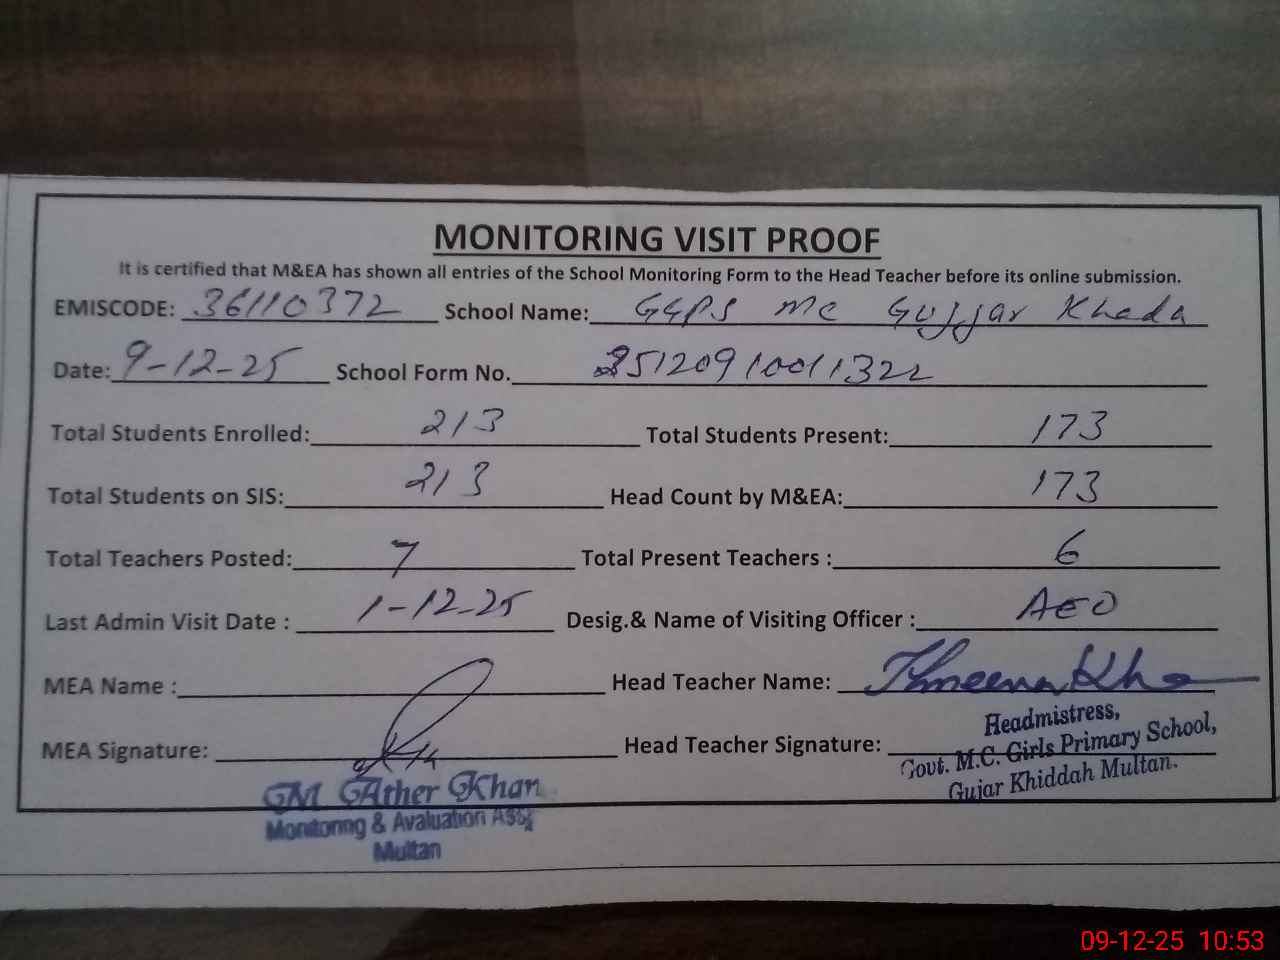 MONITORING VISIT PROOF
It is certified that M&EA has shown all entries of the School Monitoring Form to the Head Teacher before its online submission.
EMISCODE: 36110372 School Name: GGPS MC Gujjar Khada
Date: 9-12-25 School Form No.
Total Students Enrolled: 213 Total Students Present: 173
Total Students on SIS: 213 Head Count by M&EA: 173
Total Teachers Posted: 7 Total Present Teachers : 6
Last Admin Visit Date : 1-12-25 Desig.& Name of Visiting Officer : AEO
MEA Name : Head Teacher Name:
MEA Signature: Head Teacher Signature:
Headmistress,
Govt. M.C. Girls Primary School,
Gujar Khiddah Multan.
GM Ather Khan
Monitoring & Evaluation Asst
Multan
09-12-25 10:53